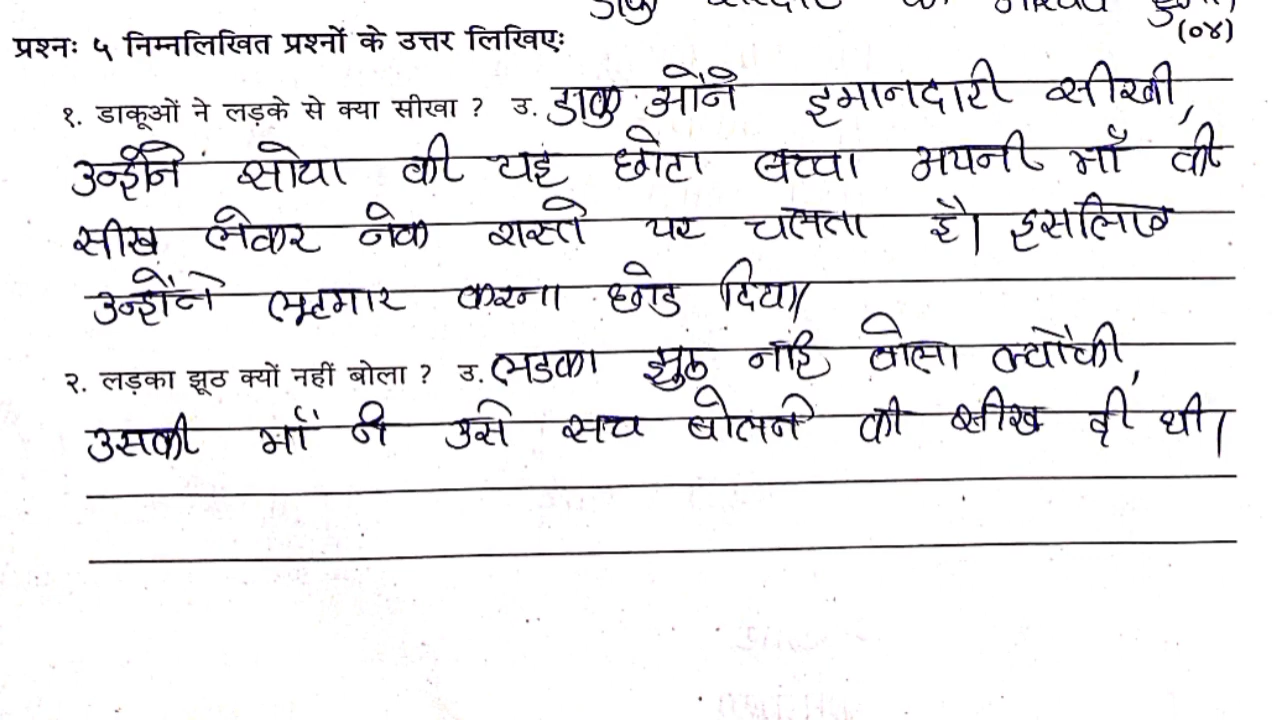 डाकु
(०४)
प्रश्नः ५ निम्नलिखित प्रश्नों के उत्तर लिखिएः
१. डाकूओं ने लड़के से क्या सीखा ? उ. डाकु ओंने इमानदारी सीखी,
उन्होंने सोचा की यह छोटा बच्चा अपनी माँ की
सीख लेकर नेक रास्ते पर चलता है। इसलिए
उन्होंने लूटमार करना छोड दिया।
२. लड़का झूठ क्यों नहीं बोला ? उ. लडका झुठ नहि बोला क्योंकी,
उसकी माँ ने उसे सच बोलने की सीख दी थी।